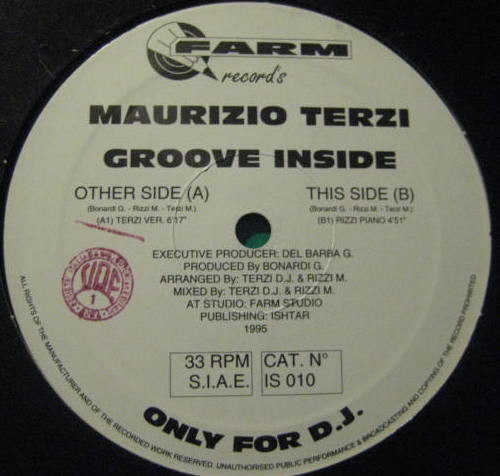 FARM
record's
MAURIZIO TERZI
GROOVE INSIDE
OTHER SIDE (A)
(Bonardi G. - Rizzi M. - Terzi M.)
(A1) TERZI VER. 6'17"
THIS SIDE (B)
(Bonardi G. - Rizzi M. - Terzi M.)
(B1) RIZZI PIANO 4'51"
EXECUTIVE PRODUCER: DEL BARBA G.
PRODUCED By BONARDI G.
ARRANGED BY: TERZI D.J. & RIZZI M.
MIXED BY: TERZI D.J. & RIZZI M.
AT STUDIO: FARM STUDIO
PUBLISHING: ISHTAR
1995
33 RPM
S.I.A.E.
CAT. N°
IS 010
ONLY FOR D.J.
ALL RIGHTS OF THE MANUFACTURER AND OF THE RECORDED WORK RESERVED. UNAUTHORISED PUBLIC PERFORMANCE & BROADCASTING AND COPYING OF THE RECORD PROHIBITED
1